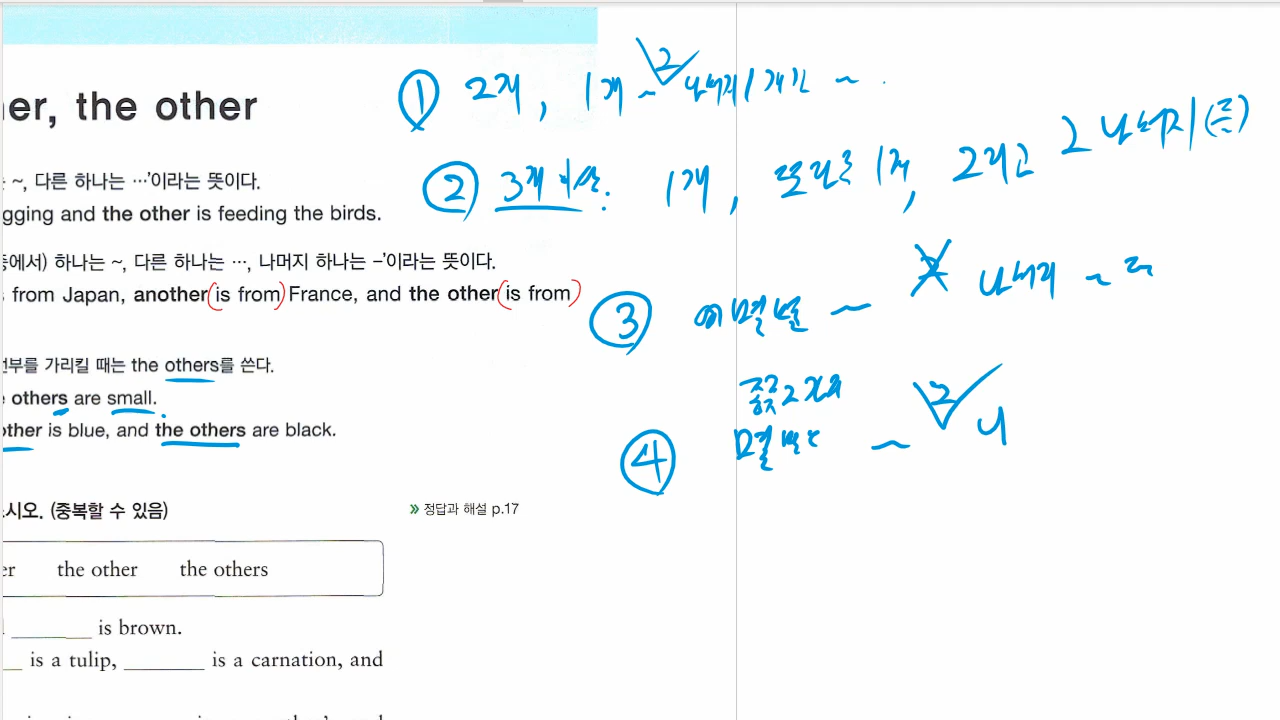 er, the other
~, 다른 하나는 …'이라는 뜻이다.
gging and the other is feeding the birds.
중에서) 하나는 ~, 다른 하나는 …, 나머지 하나는 –'이라는 뜻이다.
from Japan, another (is from) France, and the other (is from)
전부를 가리킬 때는 the others를 쓴다.
others are small.
other is blue, and the others are black.
시오. (중복할 수 있음)
» 정답과 해설 p.17
er the other the others
is brown.
is a tulip, is a carnation, and
① 2개, 1개 ~ 그 나머지 1개가 ~
② 3개 이상. 1개, 또다른 1개, 그리고 그 나머지(들)
③ ~ 그 나머지 ~
④ ~ 그 나